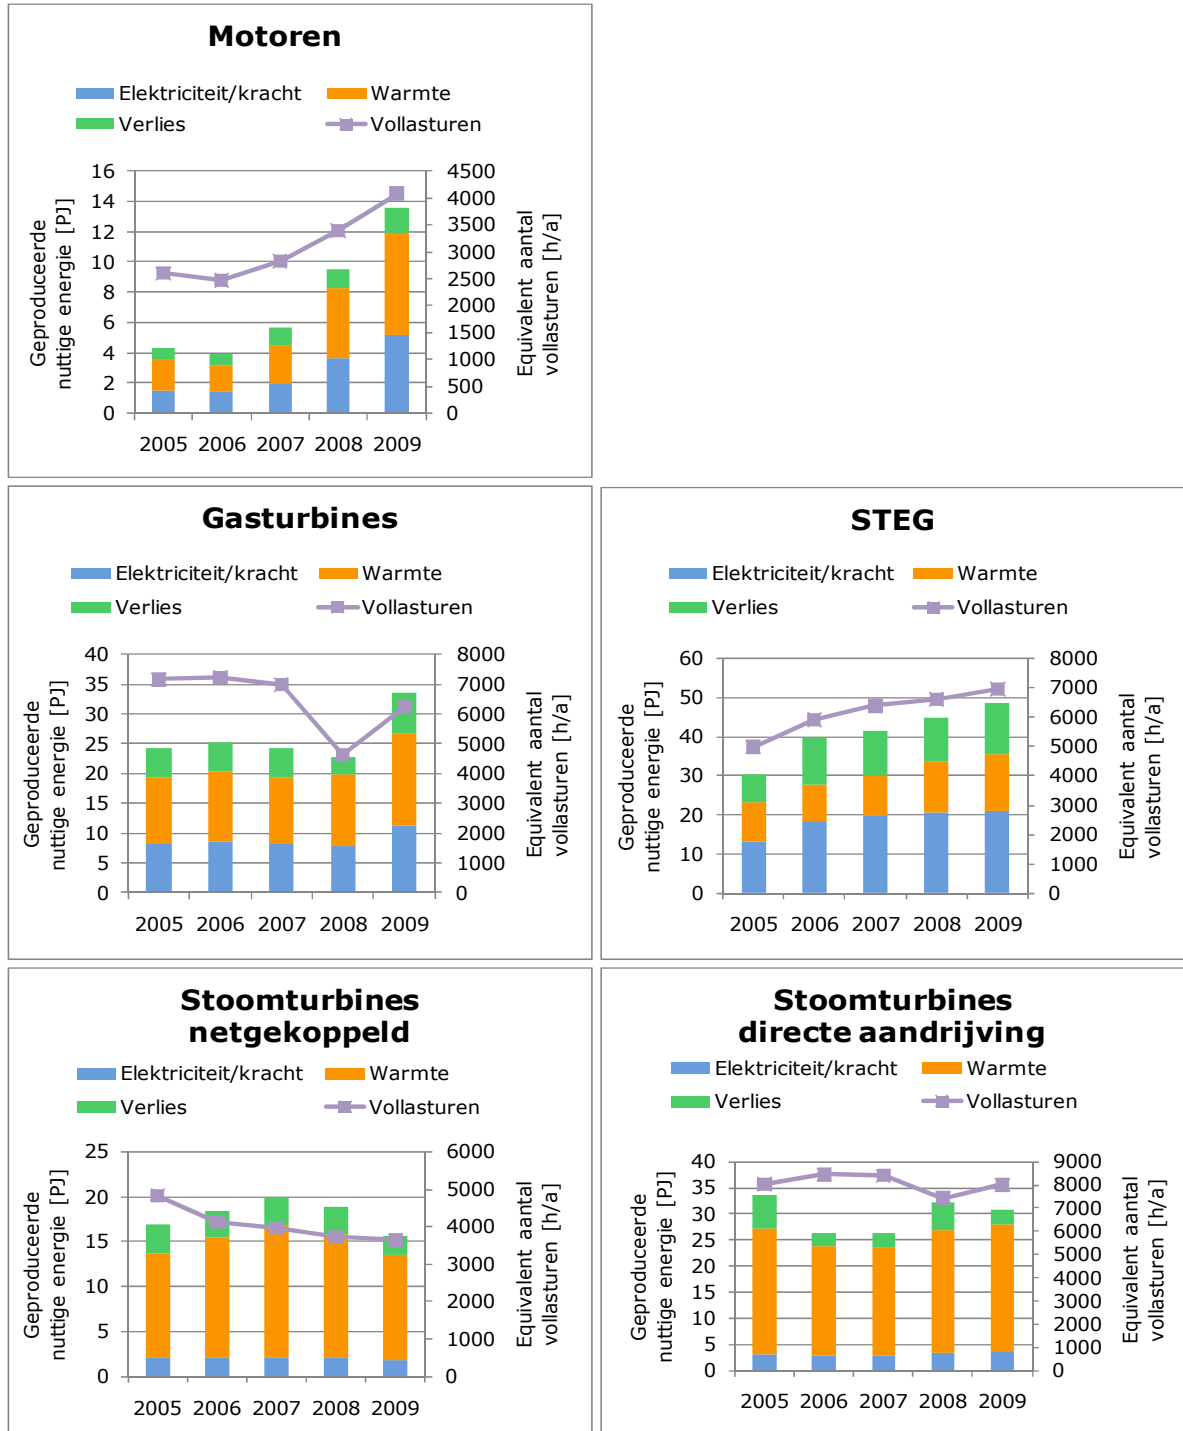 Motoren
Elektriciteit/kracht
Warmte
Verlies
Vollasturen
Geproduceerde
nuttige energie [PJ]
16
14
12
10
8
6
4
2
0
4500
4000
3500
3000
2500
2000
1500
1000
500
0
Equivalent aantal
vollasturen [h/a]
2005 2006 2007 2008 2009
Gasturbines
Elektriciteit/kracht
Warmte
Verlies
Vollasturen
Geproduceerde
nuttige energie [PJ]
40
35
30
25
20
15
10
5
0
8000
7000
6000
5000
4000
3000
2000
1000
0
Equivalent aantal
vollasturen [h/a]
2005 2006 2007 2008 2009
STEG
Elektriciteit/kracht
Warmte
Verlies
Vollasturen
Geproduceerde
nuttige energie [PJ]
60
50
40
30
20
10
0
8000
7000
6000
5000
4000
3000
2000
1000
0
Equivalent aantal
vollasturen [h/a]
2005 2006 2007 2008 2009
Stoomturbines
netgekoppeld
Elektriciteit/kracht
Warmte
Verlies
Vollasturen
Geproduceerde
nuttige energie [PJ]
25
20
15
10
5
0
6000
5000
4000
3000
2000
1000
0
Equivalent aantal
vollasturen [h/a]
2005 2006 2007 2008 2009
Stoomturbines
directe aandrijving
Elektriciteit/kracht
Warmte
Verlies
Vollasturen
Geproduceerde
nuttige energie [PJ]
40
35
30
25
20
15
10
5
0
9000
8000
7000
6000
5000
4000
3000
2000
1000
0
Equivalent aantal
vollasturen [h/a]
2005 2006 2007 2008 2009